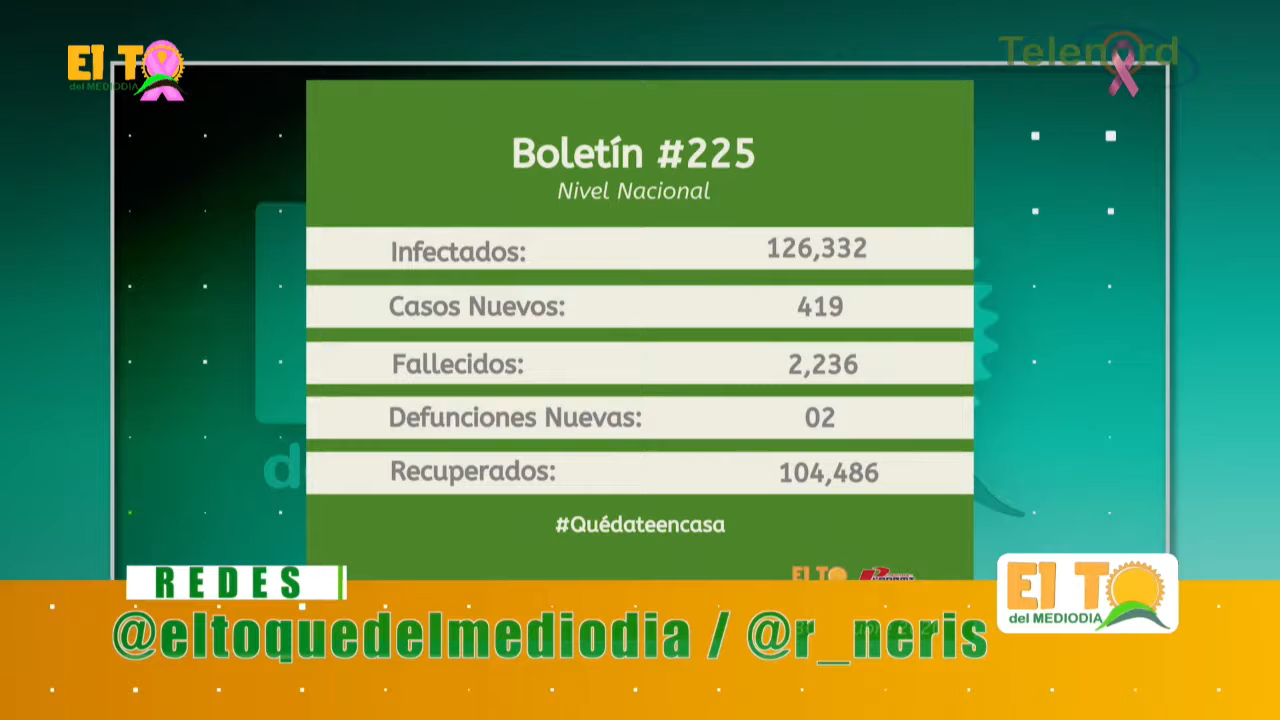 El T
del MEDIODIA
Telenord
Boletín #225
Nivel Nacional
Infectados: 126,332
Casos Nuevos: 419
Fallecidos: 2,236
Defunciones Nuevas: 02
Recuperados: 104,486
#Quédateencasa
El TO
REDES
@eltoquedelmediodia / @r_neris
El TO
del MEDIODIA